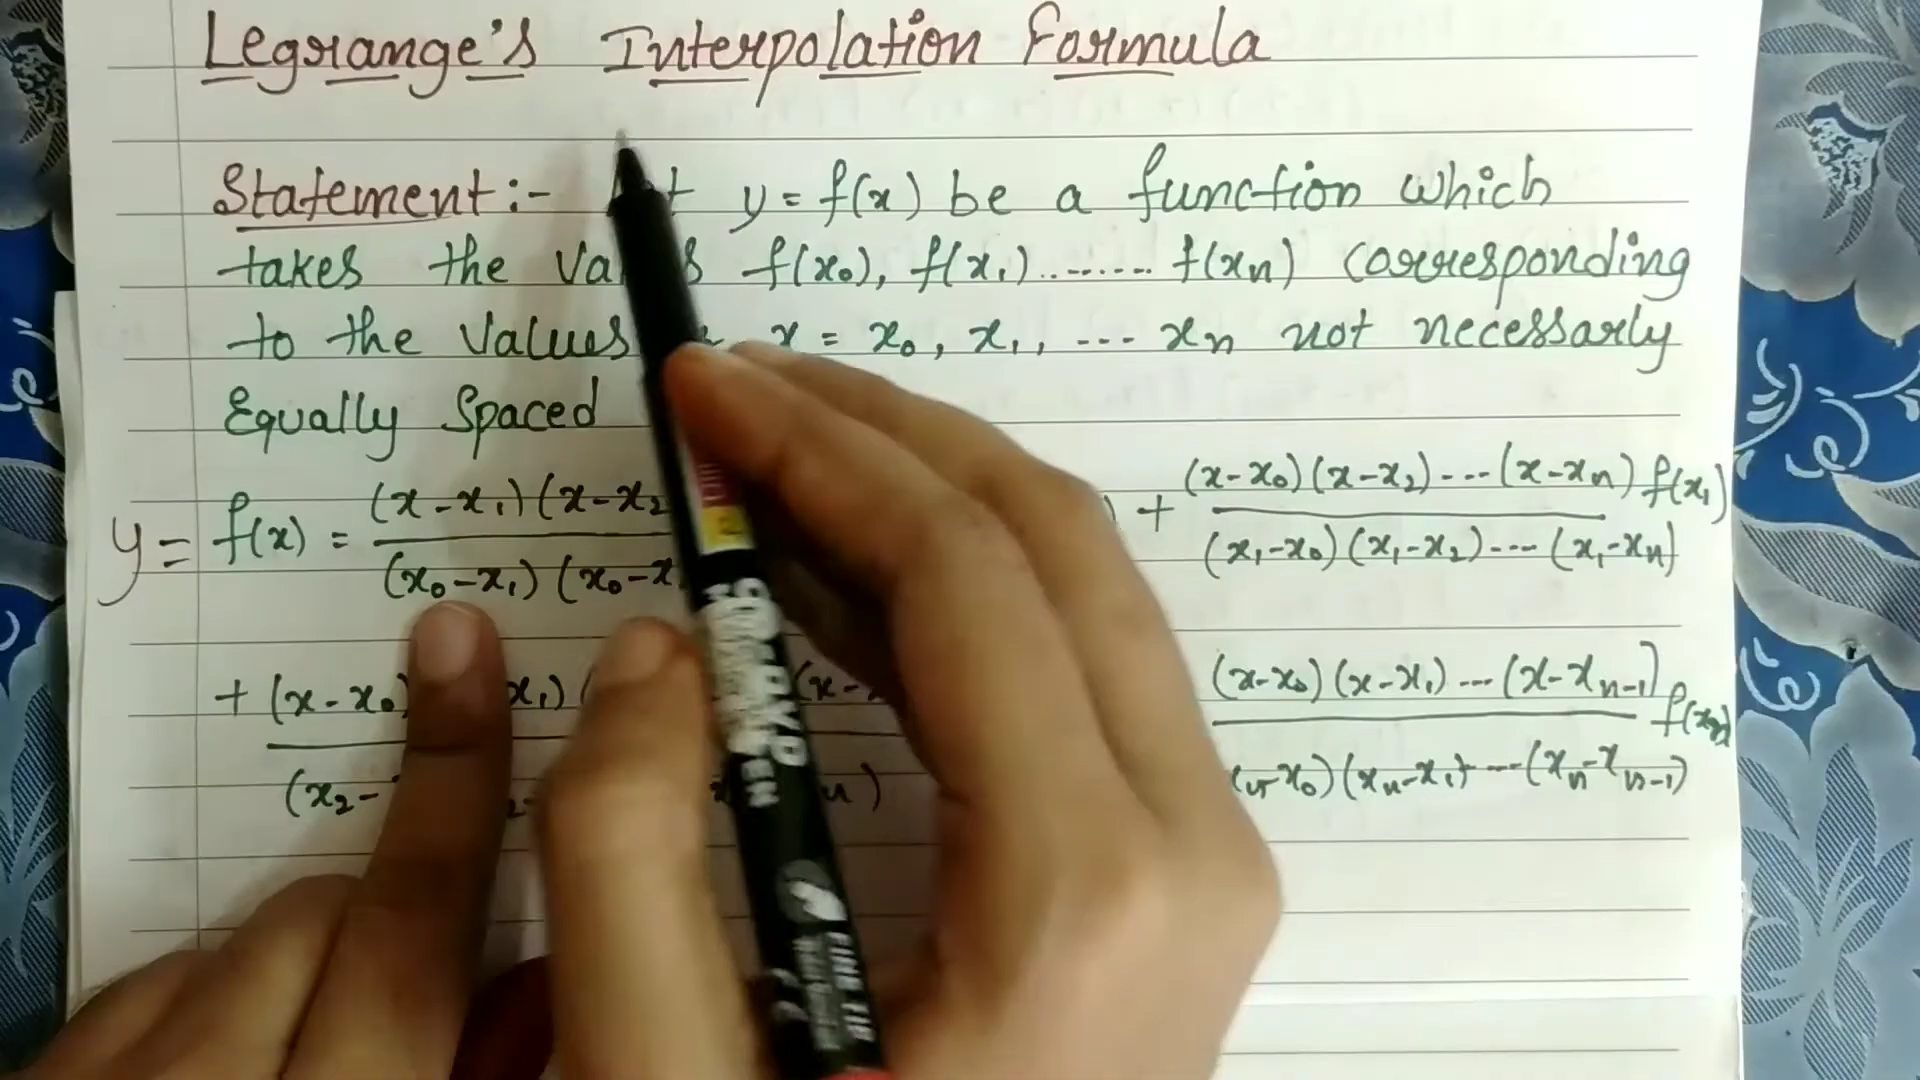 Legrange's Interpolation Formula
Statement:- y = f(x) be a function which
takes the f(x₀), f(x₁)........ f(xn) corresponding
to the values x = x₀, x₁, --- xn not necessarly
Equally Spaced
y = f(x) = (x-x₁)(x-x₂ + (x-x₀)(x-x₂)---(x-xn) f(x₁)
(x₀-x₁)(x₀-x (x₁-x₀)(x₁-x₂)---(x₁-xn)
+ (x-x₀) x₁) (x- (x-x₀)(x-x₁)---(x-xn-1) f(xn)
(x₂- n) x₀)(xn-x₁)---(xn-xn-1)
FINE TIP